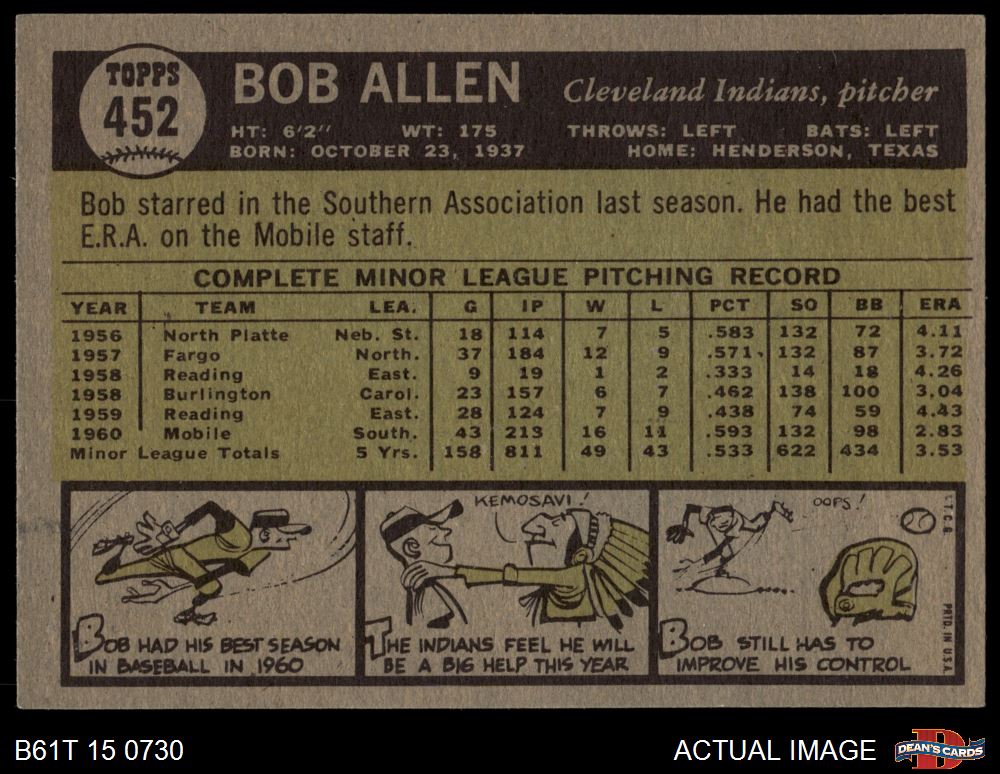 TOPPS
452
BOB ALLEN
Cleveland Indians, pitcher
HT: 6'2" WT: 175 THROWS: LEFT BATS: LEFT
BORN: OCTOBER 23, 1937 HOME: HENDERSON, TEXAS
Bob starred in the Southern Association last season. He had the best
E.R.A. on the Mobile staff.
COMPLETE MINOR LEAGUE PITCHING RECORD
YEAR TEAM LEA. G IP W L PCT SO BB ERA
1956 North Platte Neb. St. 18 114 7 5 .583 132 72 4.11
1957 Fargo North. 37 184 12 9 .571 132 87 3.72
1958 Reading East. 9 19 1 2 .333 14 18 4.26
1958 Burlington Carol. 23 157 6 7 .462 138 100 3.04
1959 Reading East. 28 124 7 9 .438 74 59 4.43
1960 Mobile South. 43 213 16 11 .593 132 98 2.83
Minor League Totals 5 Yrs. 158 811 49 43 .533 622 434 3.53
BOB HAD HIS BEST SEASON
IN BASEBALL IN 1960
KEMOSAVI!
THE INDIANS FEEL HE WILL
BE A BIG HELP THIS YEAR
OOPS!
BOB STILL HAS TO
IMPROVE HIS CONTROL
T.C.G.
PRTD. IN U.S.A.
B61T 15 0730
ACTUAL IMAGE
DEAN'S CARDS